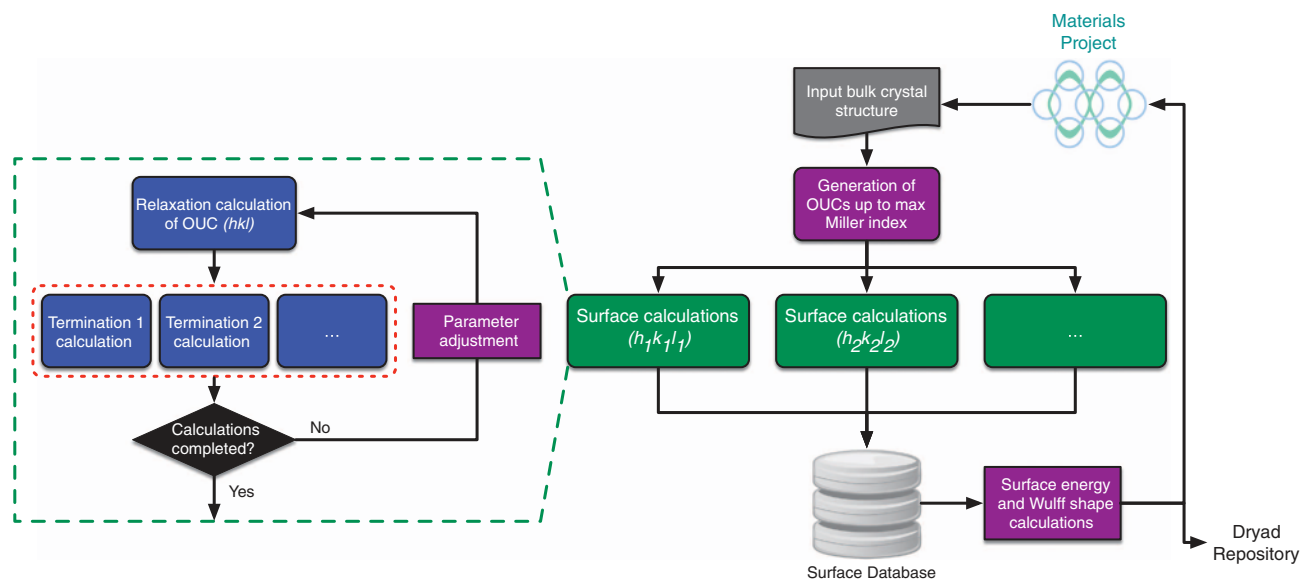 Materials
Project
Input bulk crystal
structure
Generation of
OUCs up to max
Miller index
Relaxation calculation
of OUC (hkl)
Termination 1
calculation
Termination 2
calculation
...
Parameter
adjustment
Surface calculations
(h1k1l1)
Surface calculations
(h2k2l2)
...
Calculations
completed?
No
Yes
Surface energy
and Wulff shape
calculations
Surface Database
Dryad
Repository